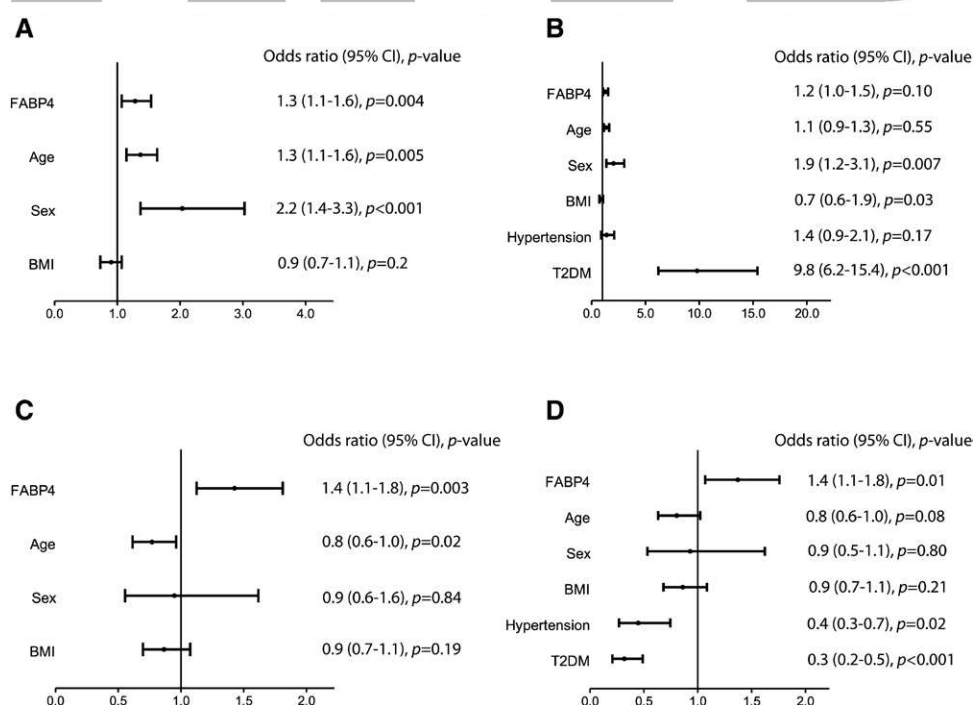 A
Odds ratio (95% CI), p-value
FABP4 1.3 (1.1-1.6), p=0.004
Age 1.3 (1.1-1.6), p=0.005
Sex 2.2 (1.4-3.3), p<0.001
BMI 0.9 (0.7-1.1), p=0.2
0.0 1.0 2.0 3.0 4.0
B
Odds ratio (95% CI), p-value
FABP4 1.2 (1.0-1.5), p=0.10
Age 1.1 (0.9-1.3), p=0.55
Sex 1.9 (1.2-3.1), p=0.007
BMI 0.7 (0.6-1.9), p=0.03
Hypertension 1.4 (0.9-2.1), p=0.17
T2DM 9.8 (6.2-15.4), p<0.001
0.0 5.0 10.0 15.0 20.0
C
Odds ratio (95% CI), p-value
FABP4 1.4 (1.1-1.8), p=0.003
Age 0.8 (0.6-1.0), p=0.02
Sex 0.9 (0.6-1.6), p=0.84
BMI 0.9 (0.7-1.1), p=0.19
0.0 0.5 1.0 1.5 2.0
D
Odds ratio (95% CI), p-value
FABP4 1.4 (1.1-1.8), p=0.01
Age 0.8 (0.6-1.0), p=0.08
Sex 0.9 (0.5-1.1), p=0.80
BMI 0.9 (0.7-1.1), p=0.21
Hypertension 0.4 (0.3-0.7), p=0.02
T2DM 0.3 (0.2-0.5), p<0.001
0.0 0.5 1.0 1.5 2.0